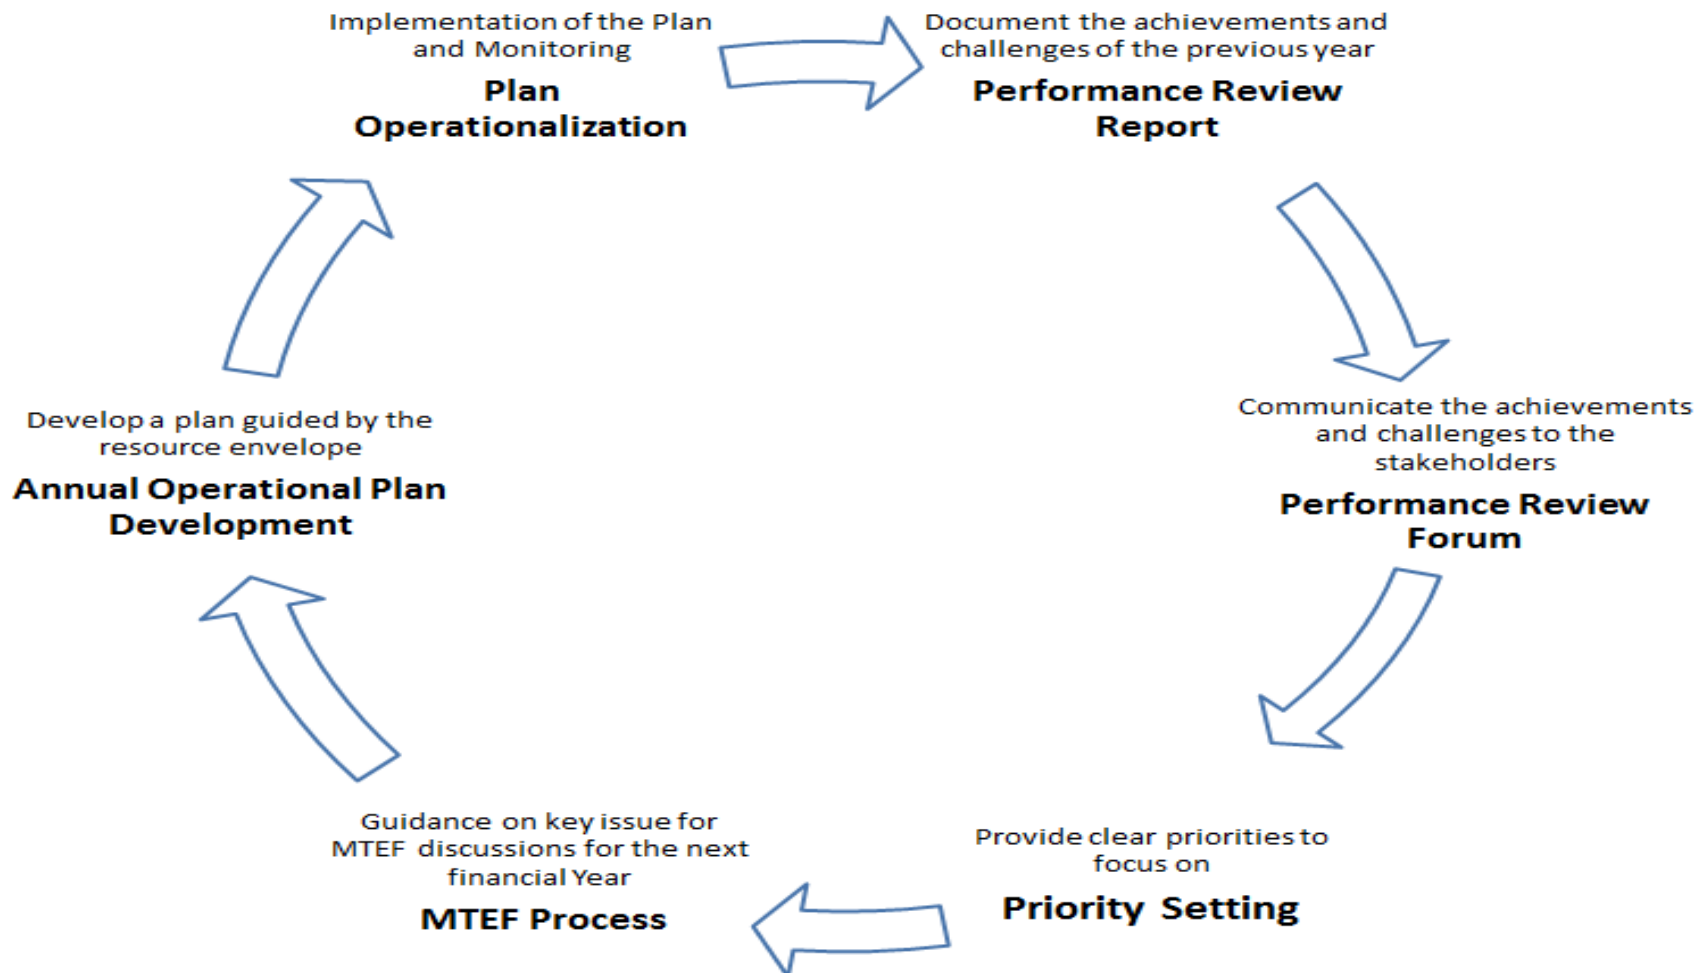 Implementation of the Plan
and Monitoring
Plan
Operationalization
Document the achievements and
challenges of the previous year
Performance Review
Report
Communicate the achievements
and challenges to the
stakeholders
Performance Review
Forum
Provide clear priorities to
focus on
Priority Setting
Guidance on key issue for
MTEF discussions for the next
financial Year
MTEF Process
Develop a plan guided by the
resource envelope
Annual Operational Plan
Development